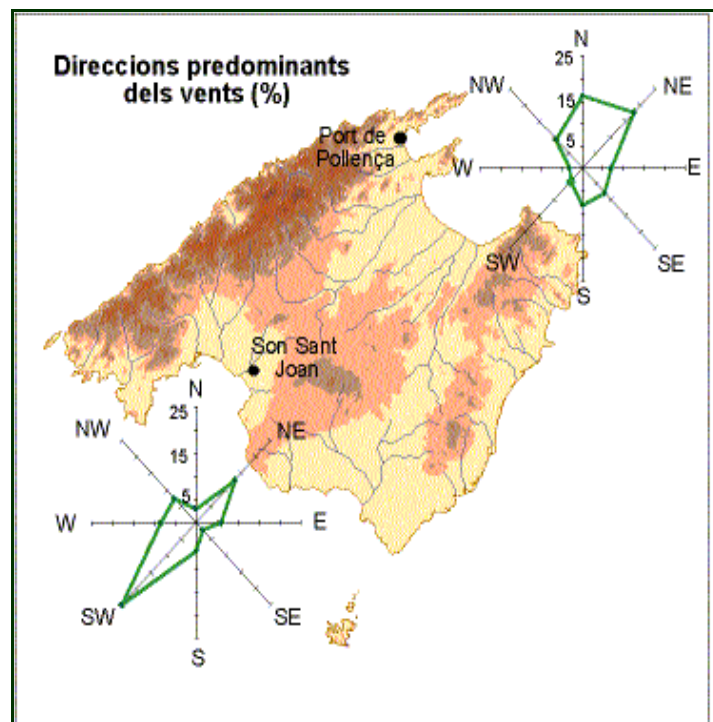 Direccions predominants
dels vents (%)
Port de
Pollença
N
25
15
5
NE
E
SE
S
SW
W
NW
Son Sant
Joan
N
25
15
5
NE
E
SE
S
SW
W
NW